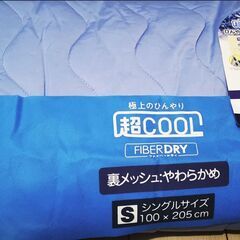 極上のひんやり
超COOL
FIBERDRY
ファイバードライ
裏メッシュ:やわらかめ
S シングルサイズ
100×205cm